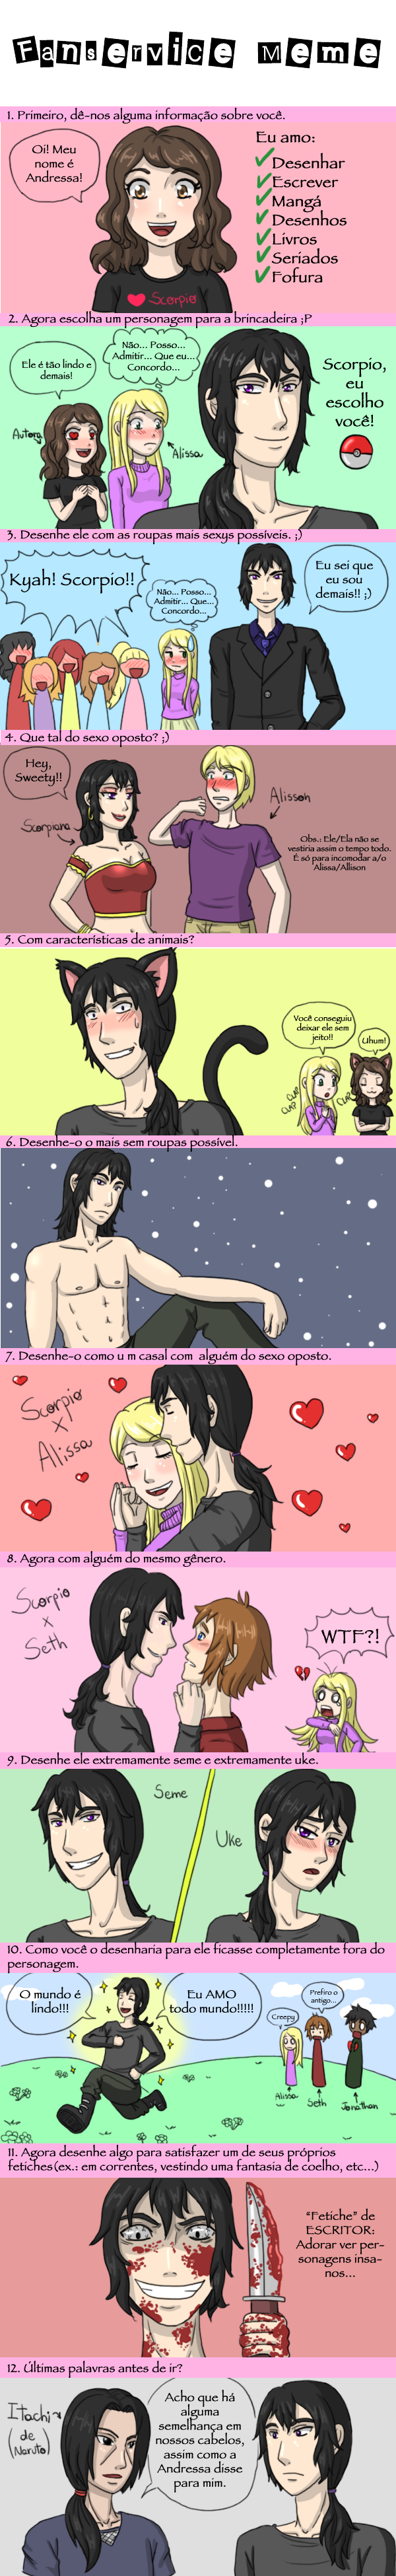 Fanservice Meme
1. Primeiro, dê-nos alguma informação sobre você.
Oi! Meu
nome é
Andressa!
Eu amo:
Desenhar
Escrever
Mangá
Desenhos
Livros
Seriados
Fofura
Scorpio
2. Agora escolha um personagem para a brincadeira ;P
Ele é tão lindo e
demais!
Não... Posso...
Admitir... Que eu...
Concordo...
Scorpio,
eu
escolho
você!
Autora
Alissa
3. Desenhe ele com as roupas mais sexys possíveis. ;)
Kyah! Scorpio!!
Não... Posso...
Admitir... Que...
Concordo...
Eu sei que
eu sou
demais!! ;)
4. Que tal do sexo oposto? ;)
Hey,
Sweety!!
Scorpiana
Alisson
Obs.: Ele/Ela não se
vestiria assim o tempo todo.
É só para incomodar a/o
Alissa/Allison
5. Com características de animais?
Você conseguiu
deixar ele sem
jeito!!
Uhum!
CLAP
CLAP
CLAP
6. Desenhe-o o mais sem roupas possível.
7. Desenhe-o como u m casal com alguém do sexo oposto.
Scorpio
x
Alissa
8. Agora com alguém do mesmo gênero.
Scorpio
x
Seth
WTF?!
9. Desenhe ele extremamente seme e extremamente uke.
Seme
Uke
10. Como você o desenharia para ele ficasse completamente fora do
personagem.
O mundo é
lindo!!!
Eu AMO
todo mundo!!!!!
Creepy
Prefiro o
antigo...
Alissa
Seth
Jonathan
11. Agora desenhe algo para satisfazer um de seus próprios
fetiches(ex.: em correntes, vestindo uma fantasia de coelho, etc...)
"Fetiche" de
ESCRITOR:
Adorar ver per-
sonagens insa-
nos...
12. Últimas palavras antes de ir?
Itachi
(de
Naruto)
Acho que há
alguma
semelhança em
nossos cabelos,
assim como a
Andressa disse
para mim.